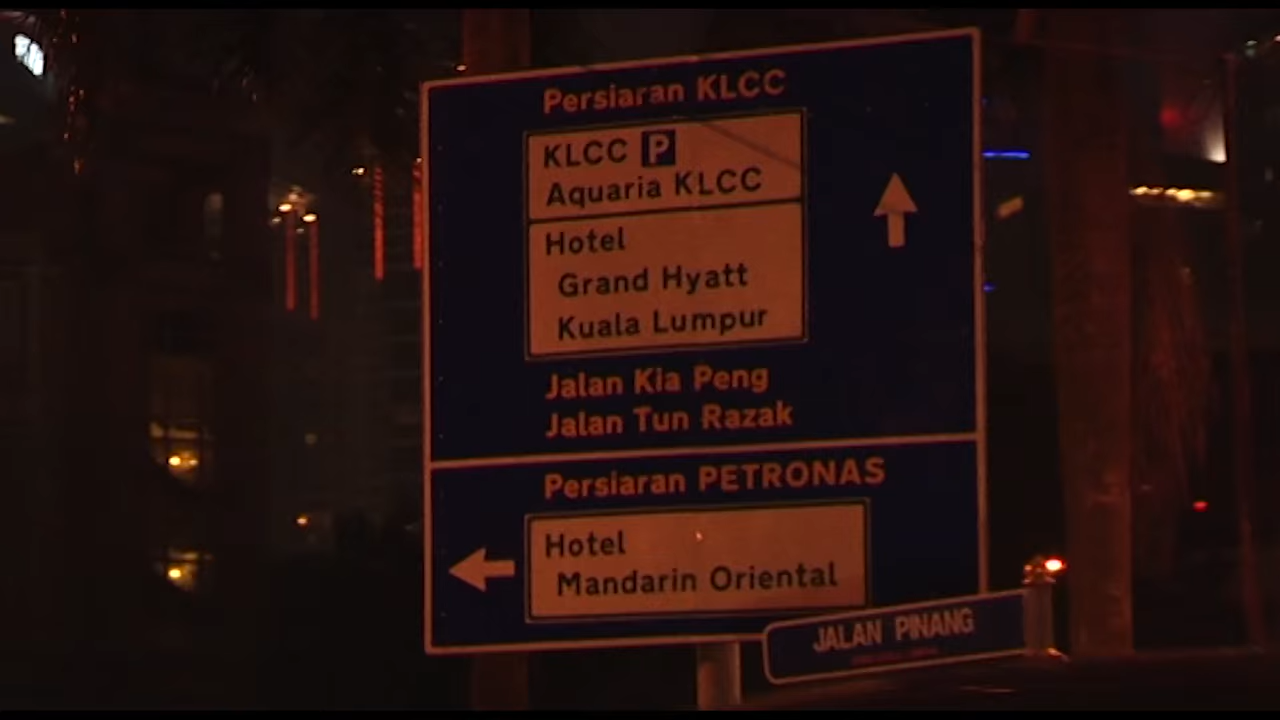 Persiaran KLCC
KLCC P
Aquaria KLCC
Hotel
Grand Hyatt
Kuala Lumpur
Jalan Kia Peng
Jalan Tun Razak
Persiaran PETRONAS
Hotel
Mandarin Oriental
JALAN PINANG